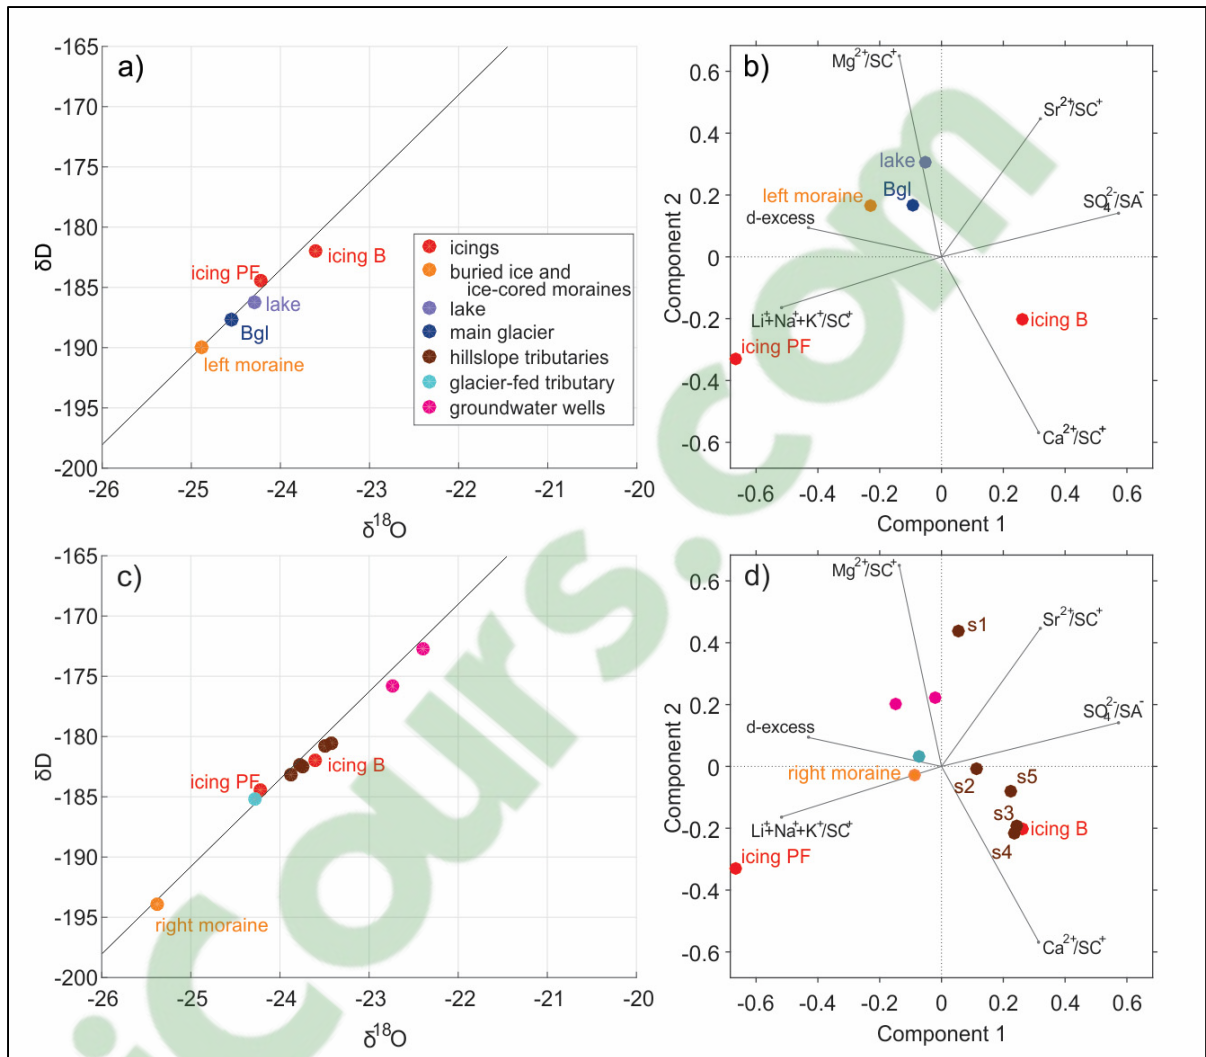 a)
-165
-170
-175
-180
-185
-190
-195
-200
δD
-26
-25
-24
-23
-22
-21
-20
δ18O
icing B
icing PF
lake
Bgl
left moraine
icings
buried ice and
ice-cored moraines
lake
main glacier
hillslope tributaries
glacier-fed tributary
groundwater wells
b)
0.6
0.4
0.2
0
-0.2
-0.4
-0.6
Component 2
-0.6
-0.4
-0.2
0
0.2
0.4
0.6
Component 1
Mg2+/SC+
Sr2+/SC+
SO42-/SA-
lake
Bgl
left moraine
d-excess
Li++Na++K+/SC+
icing PF
icing B
Ca2+/SC+
c)
-165
-170
-175
-180
-185
-190
-195
-200
δD
-26
-25
-24
-23
-22
-21
-20
δ18O
icing PF
icing B
right moraine
d)
0.6
0.4
0.2
0
-0.2
-0.4
-0.6
Component 2
-0.6
-0.4
-0.2
0
0.2
0.4
0.6
Component 1
Mg2+/SC+
s1
Sr2+/SC+
SO42-/SA-
d-excess
right moraine
s2
s5
s3
Li++Na++K+/SC+
icing B
s4
icing PF
Ca2+/SC+
iCours.com